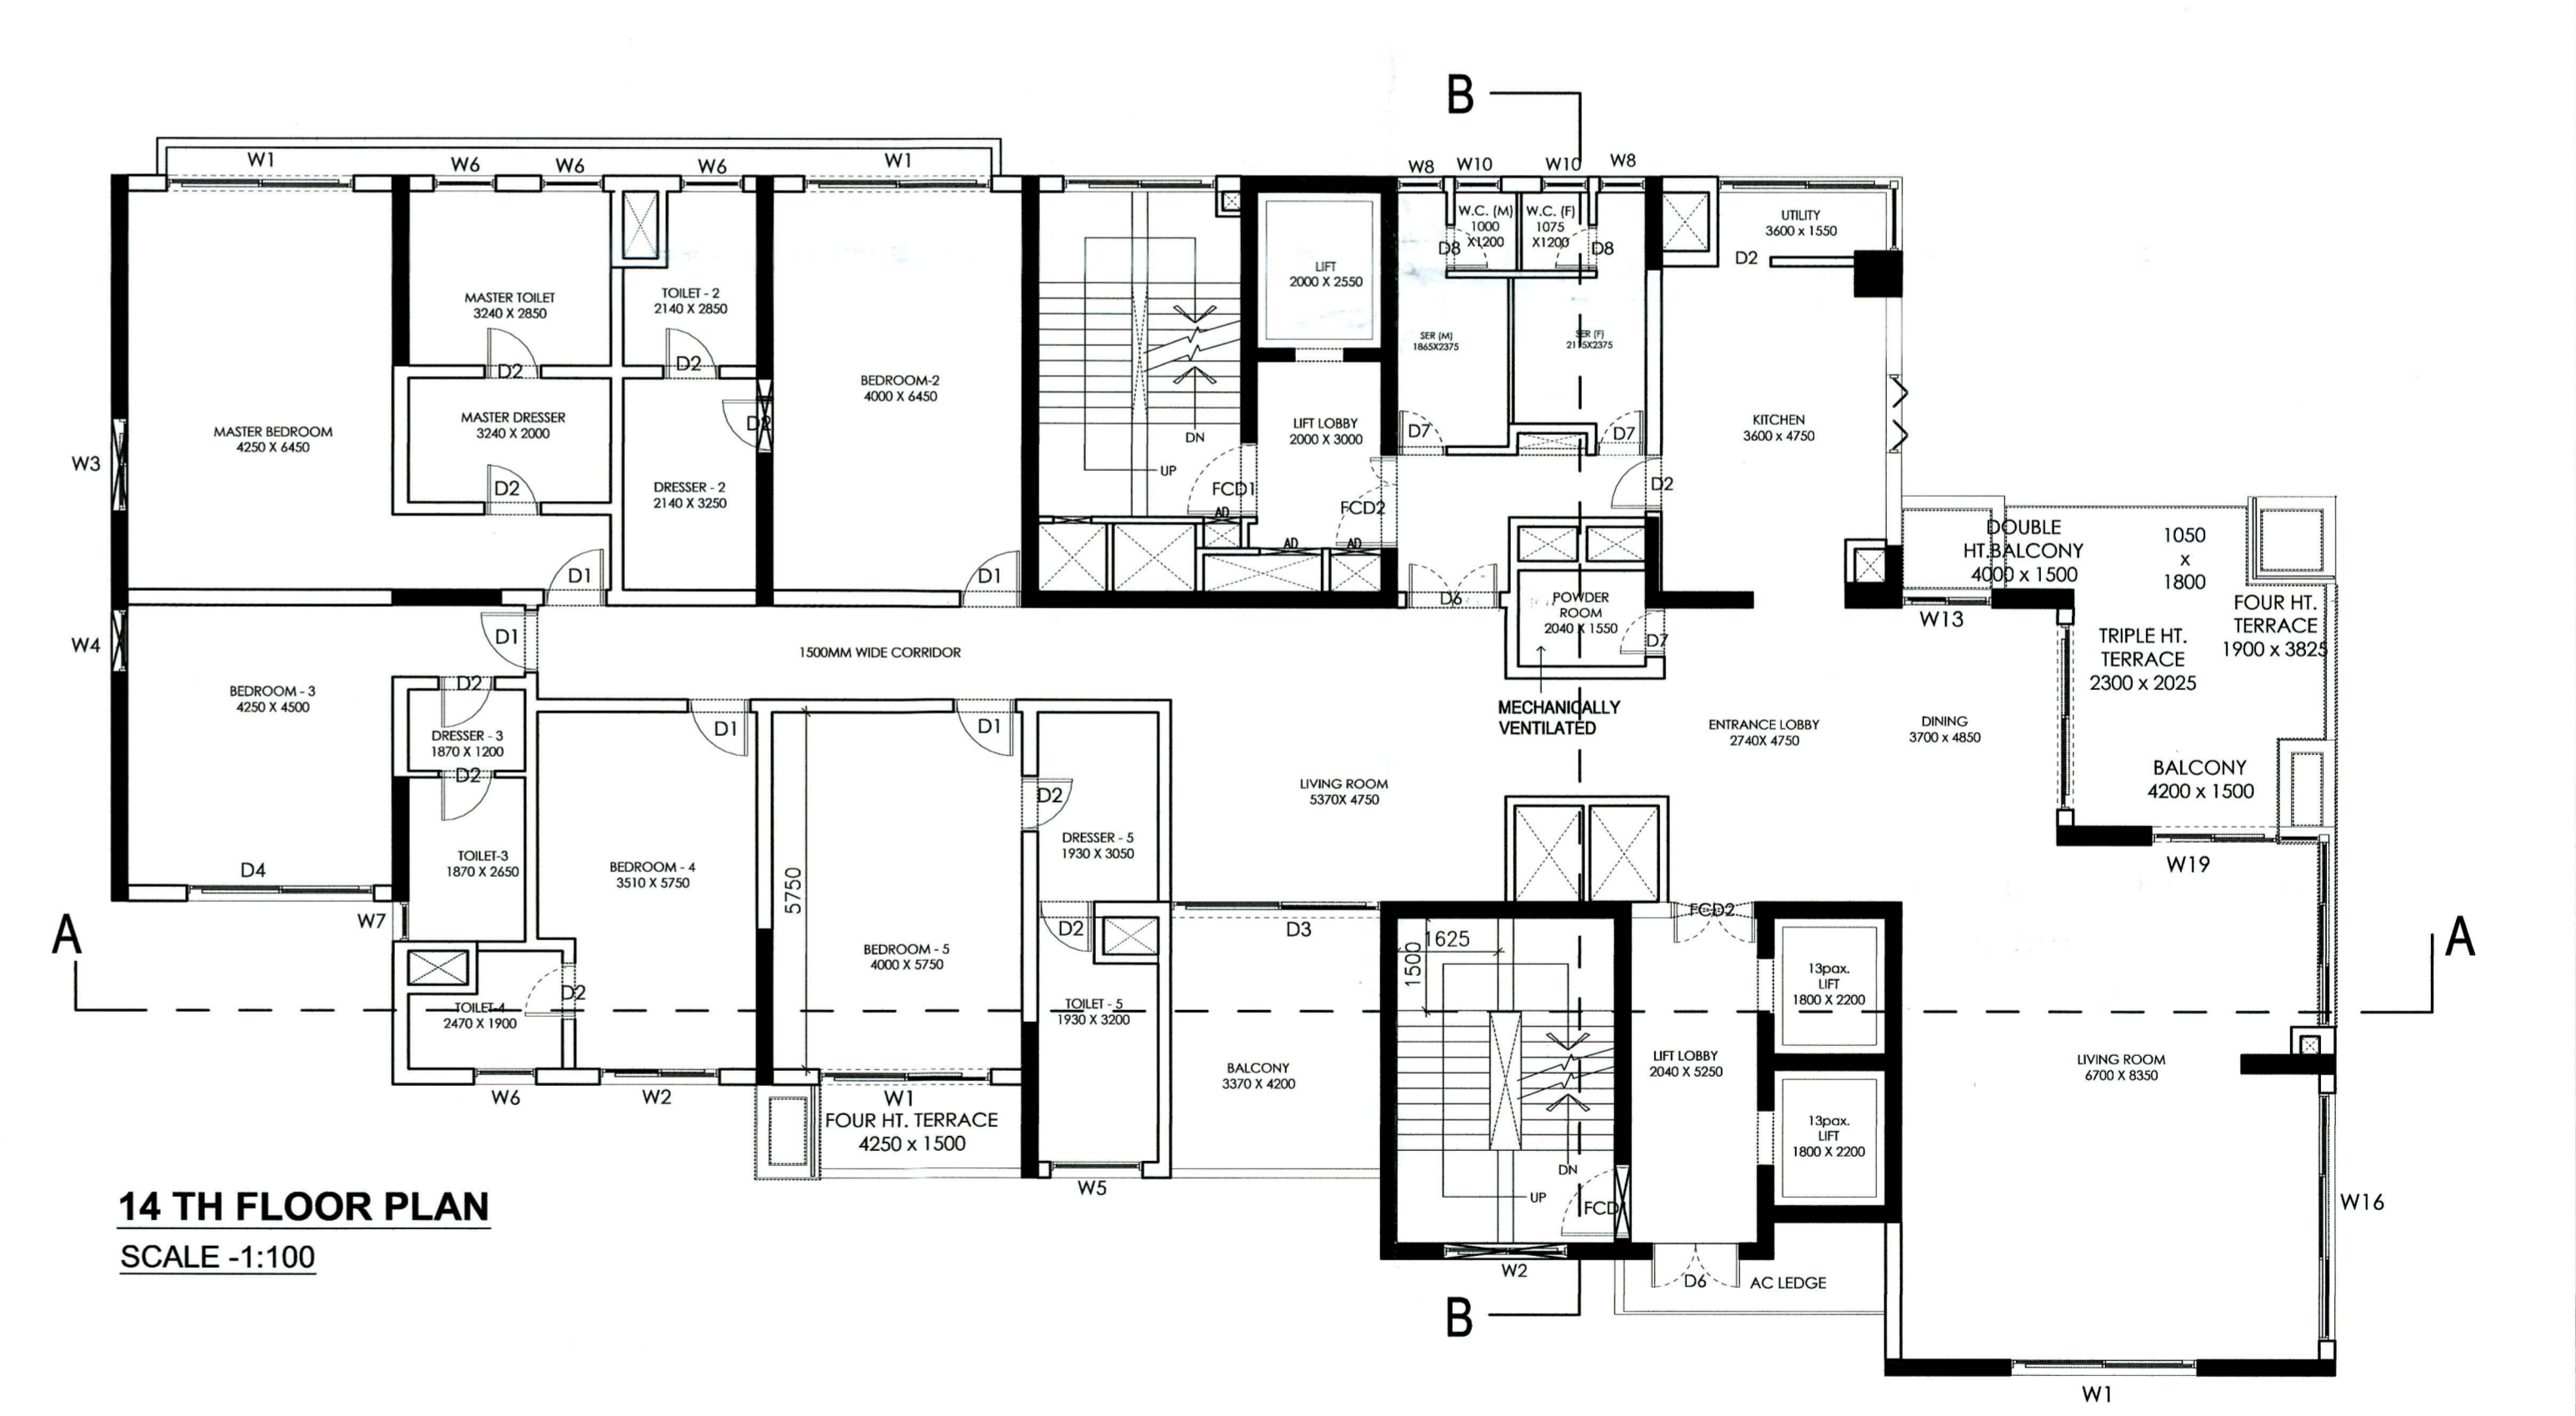 B
W1
W6
W6
W6
W1
W8
W10
W10
W8
UTILITY
3600 x 1550
W.C. (M)
1000
X1200
W.C. (F)
1075
X1200
D8
D8
D2
LIFT
2000 X 2550
MASTER TOILET
3240 X 2850
TOILET - 2
2140 X 2850
D2
D2
SER (M)
1865X2375
SER (F)
BEDROOM-2
4000 X 6450
MASTER BEDROOM
4250 X 6450
MASTER DRESSER
3240 X 2000
D2
LIFT LOBBY
2000 X 3000
D7
D7
KITCHEN
3600 x 4750
DN
UP
W3
D2
DRESSER - 2
2140 X 3250
FCD1
AD
FCD2
D2
AD
AD
DOUBLE
HT.BALCONY
4000 x 1500
1050
x
1800
D1
D1
D6
POWDER
ROOM
2040 X 1550
D7
W13
FOUR HT.
TERRACE
1900 x 3825
W4
D1
1500MM WIDE CORRIDOR
TRIPLE HT.
TERRACE
2300 x 2025
BEDROOM - 3
4250 X 4500
D2
DRESSER - 3
1870 X 1200
D2
D1
D1
MECHANICALLY
VENTILATED
ENTRANCE LOBBY
2740X 4750
DINING
3700 x 4850
BALCONY
4200 x 1500
LIVING ROOM
5370X 4750
D2
DRESSER - 5
1930 X 3050
TOILET-3
1870 X 2650
BEDROOM - 4
3510 X 5750
5750
D4
W7
W19
A
A
D2
D3
FCD2
1625
1500
BEDROOM - 5
4000 X 5750
13pax.
LIFT
1800 X 2200
D2
TOILET-4
2470 X 1900
TOILET - 5
1930 X 3200
BALCONY
3370 X 4200
LIFT LOBBY
2040 X 5250
LIVING ROOM
6700 X 8350
W6
W2
W1
FOUR HT. TERRACE
4250 x 1500
13pax.
LIFT
1800 X 2200
DN
UP
FCD
W5
W16
14 TH FLOOR PLAN
SCALE -1:100
W2
D6
AC LEDGE
B
W1